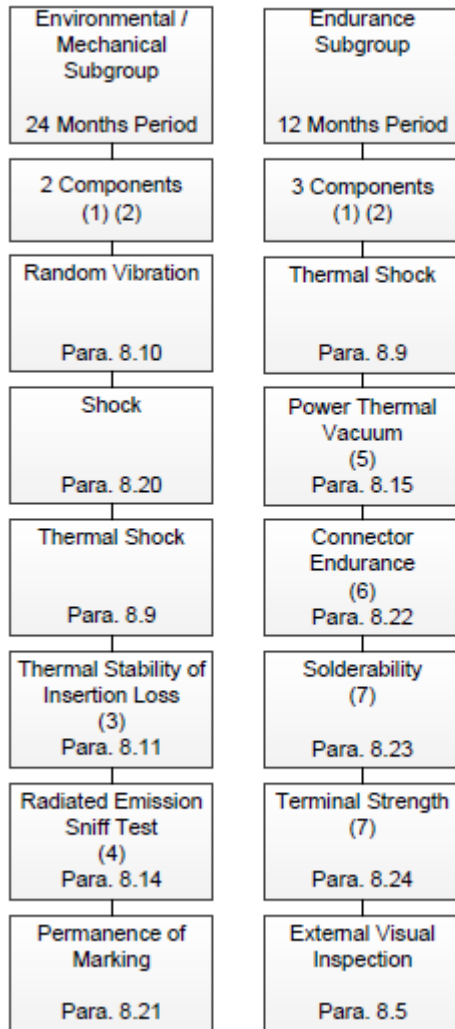 Environmental /
Mechanical
Subgroup
24 Months Period
2 Components
(1) (2)
Random Vibration
Para. 8.10
Shock
Para. 8.20
Thermal Shock
Para. 8.9
Thermal Stability of
Insertion Loss
(3)
Para. 8.11
Radiated Emission
Sniff Test
(4)
Para. 8.14
Permanence of
Marking
Para. 8.21
Endurance
Subgroup
12 Months Period
3 Components
(1) (2)
Thermal Shock
Para. 8.9
Power Thermal
Vacuum
(5)
Para. 8.15
Connector
Endurance
(6)
Para. 8.22
Solderability
(7)
Para. 8.23
Terminal Strength
(7)
Para. 8.24
External Visual
Inspection
Para. 8.5